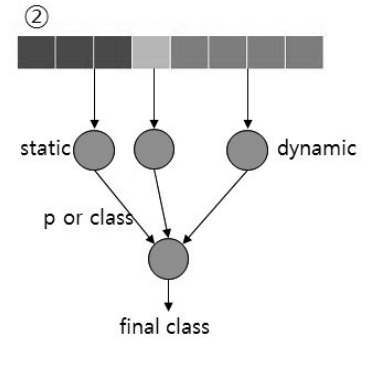 ②
static
dynamic
p or class
final class